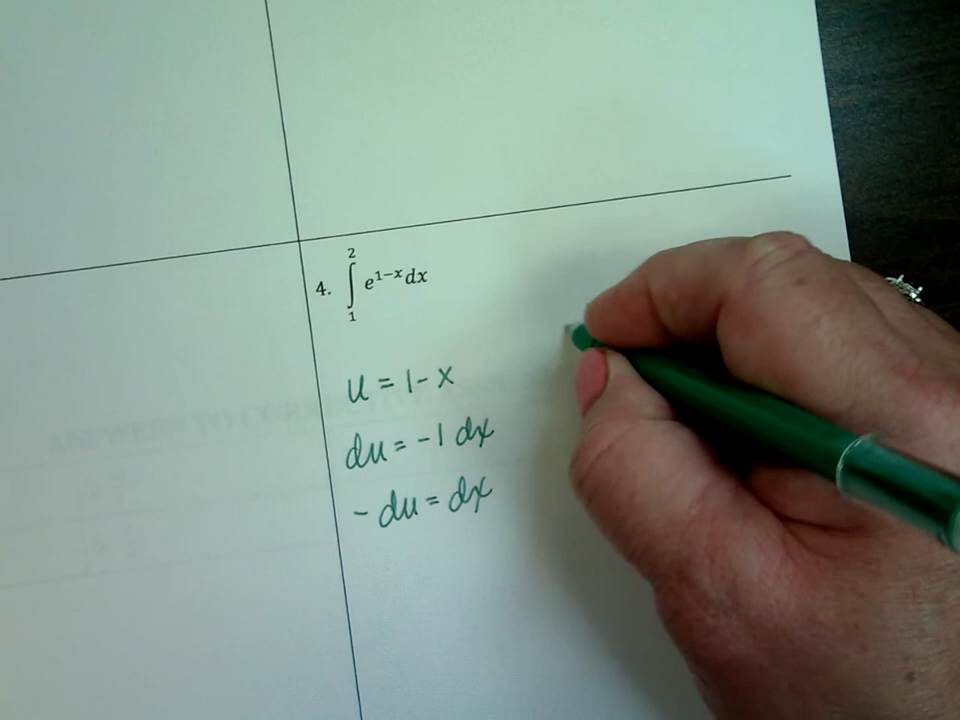 4. ∫₁² e^{1-x} dx
u = 1 - x
du = -1 dx
- du = dx